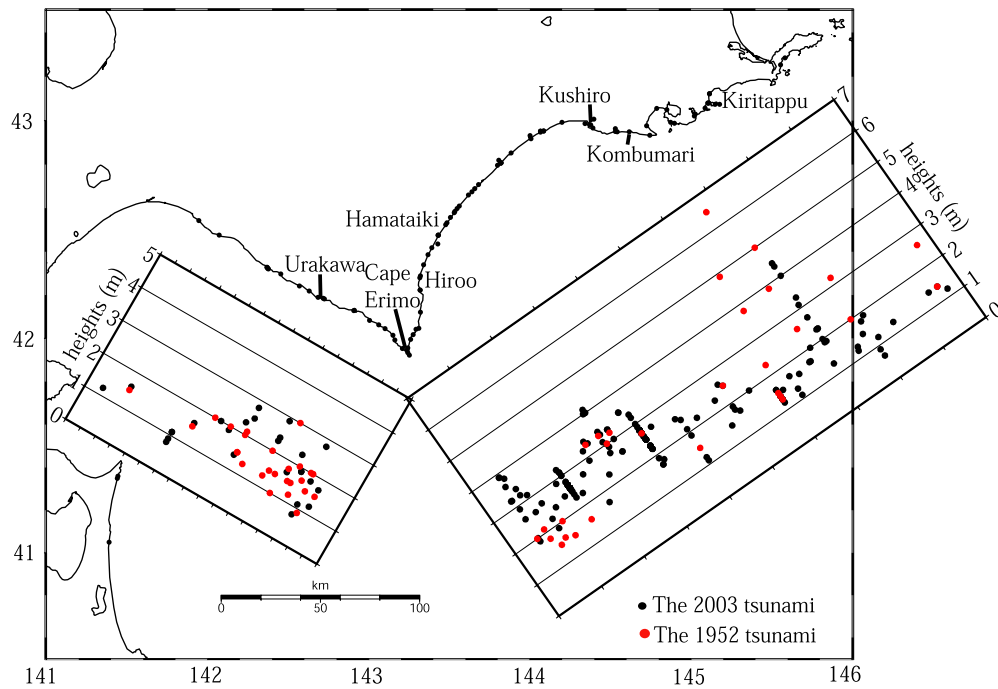 Kushiro
Kiritappu
7
43
6
Kombumari
5
heights (m)
4
Hamataiki
3
5
Urakawa
Cape
Hiroo
2
Erimo
1
4
0
heights (m)
3
42
2
1
0
41
km
0
50
100
The 2003 tsunami
The 1952 tsunami
141
142
143
144
145
146